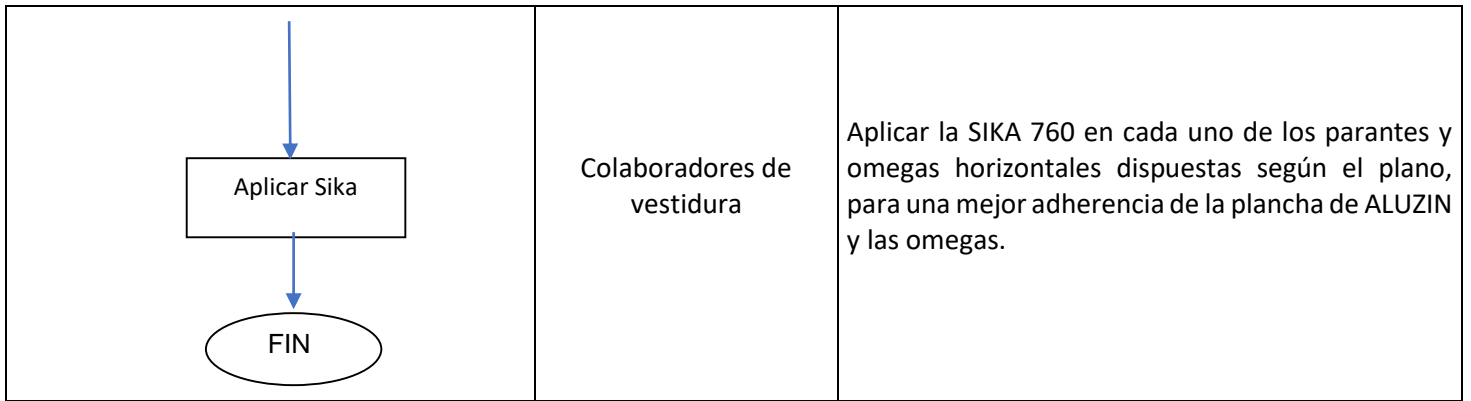 Aplicar Sika
FIN
Colaboradores de
vestidura
Aplicar la SIKA 760 en cada uno de los parantes y
omegas horizontales dispuestas según el plano,
para una mejor adherencia de la plancha de ALUZIN
y las omegas.